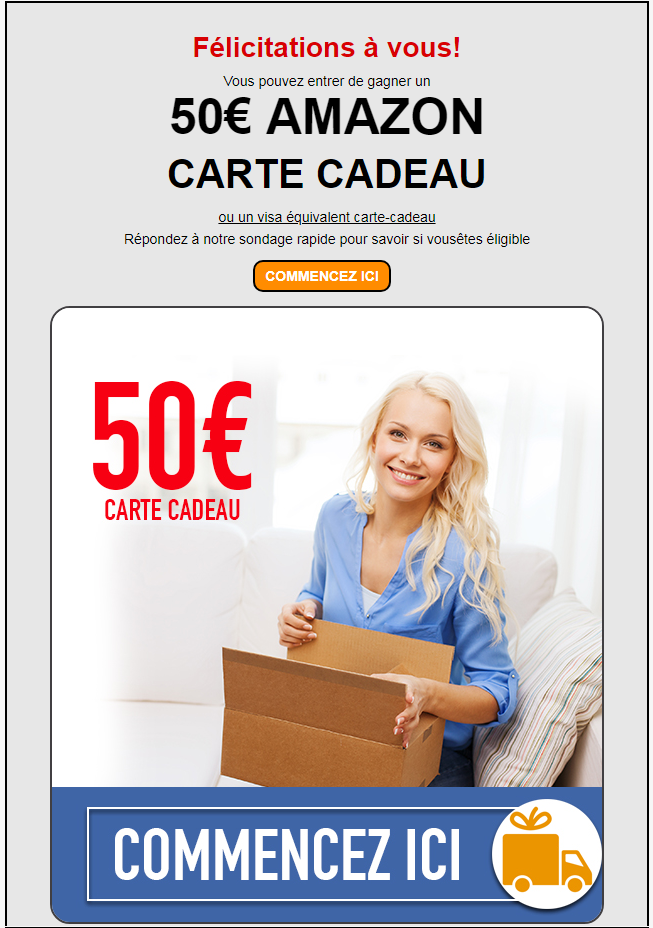 Félicitations à vous!
Vous pouvez entrer de gagner un
50€ AMAZON
CARTE CADEAU
ou un visa équivalent carte-cadeau
Répondez à notre sondage rapide pour savoir si vousêtes éligible
COMMENCEZ ICI
50€
CARTE CADEAU
COMMENCEZ ICI